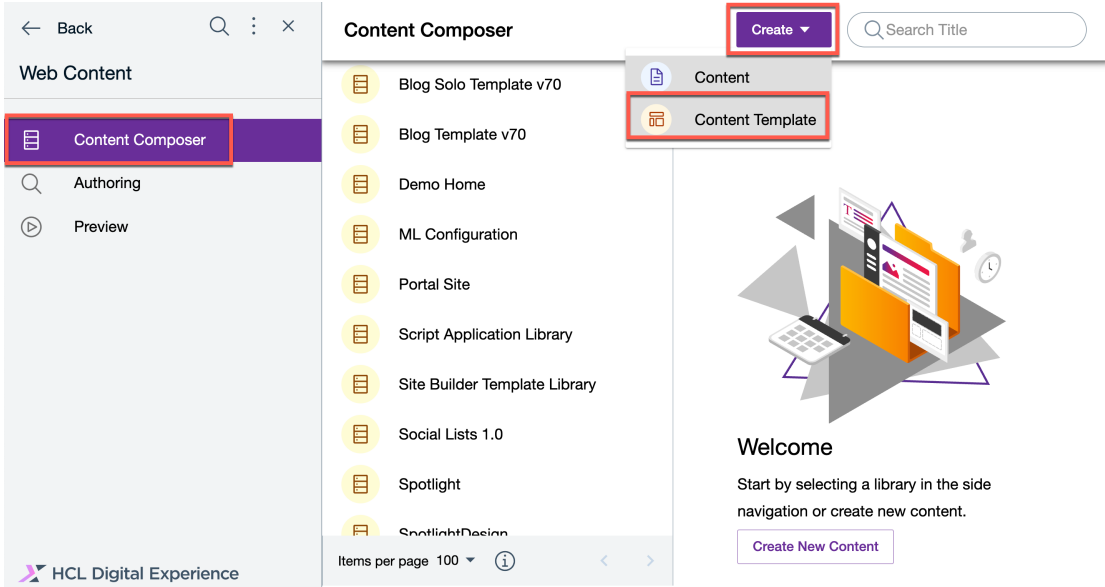 Back
Web Content
Content Composer
Authoring
Preview
HCL Digital Experience
Content Composer
Create
Search Title
Content
Content Template
Blog Solo Template v70
Blog Template v70
Demo Home
ML Configuration
Portal Site
Script Application Library
Site Builder Template Library
Social Lists 1.0
Spotlight
SpotlightDesign
Items per page 100
T
Welcome
Start by selecting a library in the side
navigation or create new content.
Create New Content